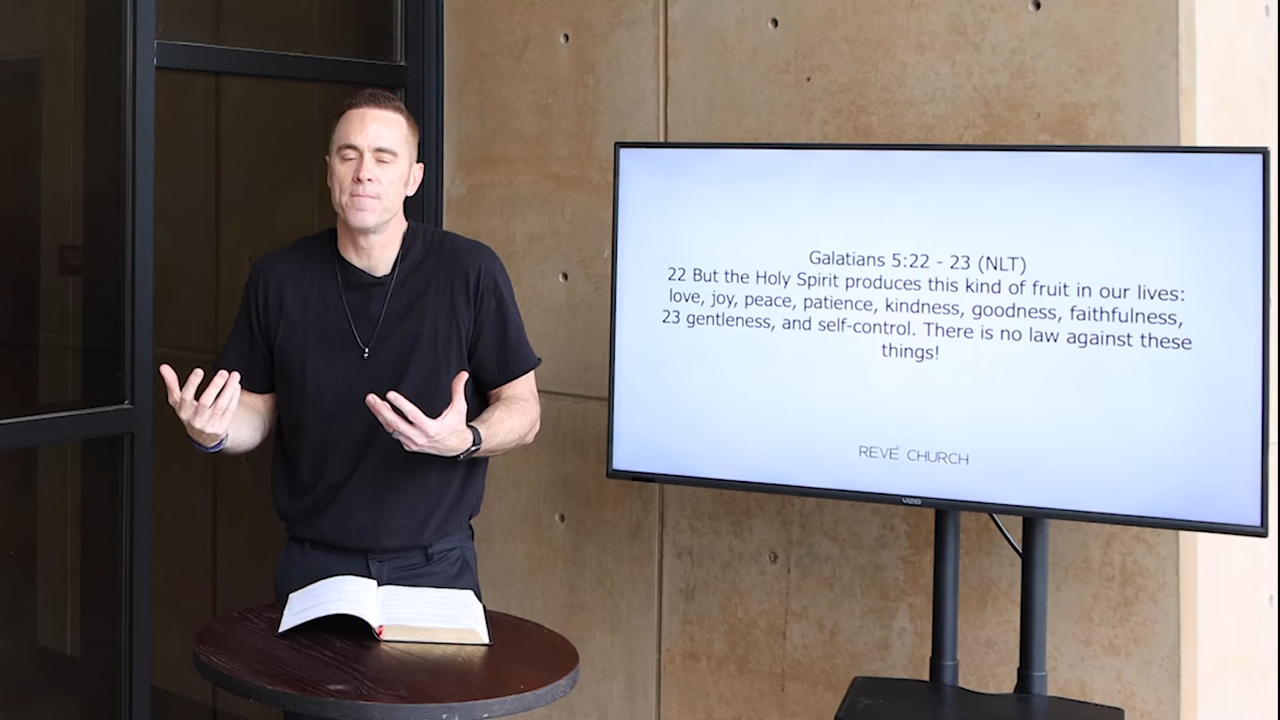 Galatians 5:22 - 23 (NLT)
22 But the Holy Spirit produces this kind of fruit in our lives:
love, joy, peace, patience, kindness, goodness, faithfulness,
23 gentleness, and self-control. There is no law against these
things!
REVÉ CHURCH
VIZIO